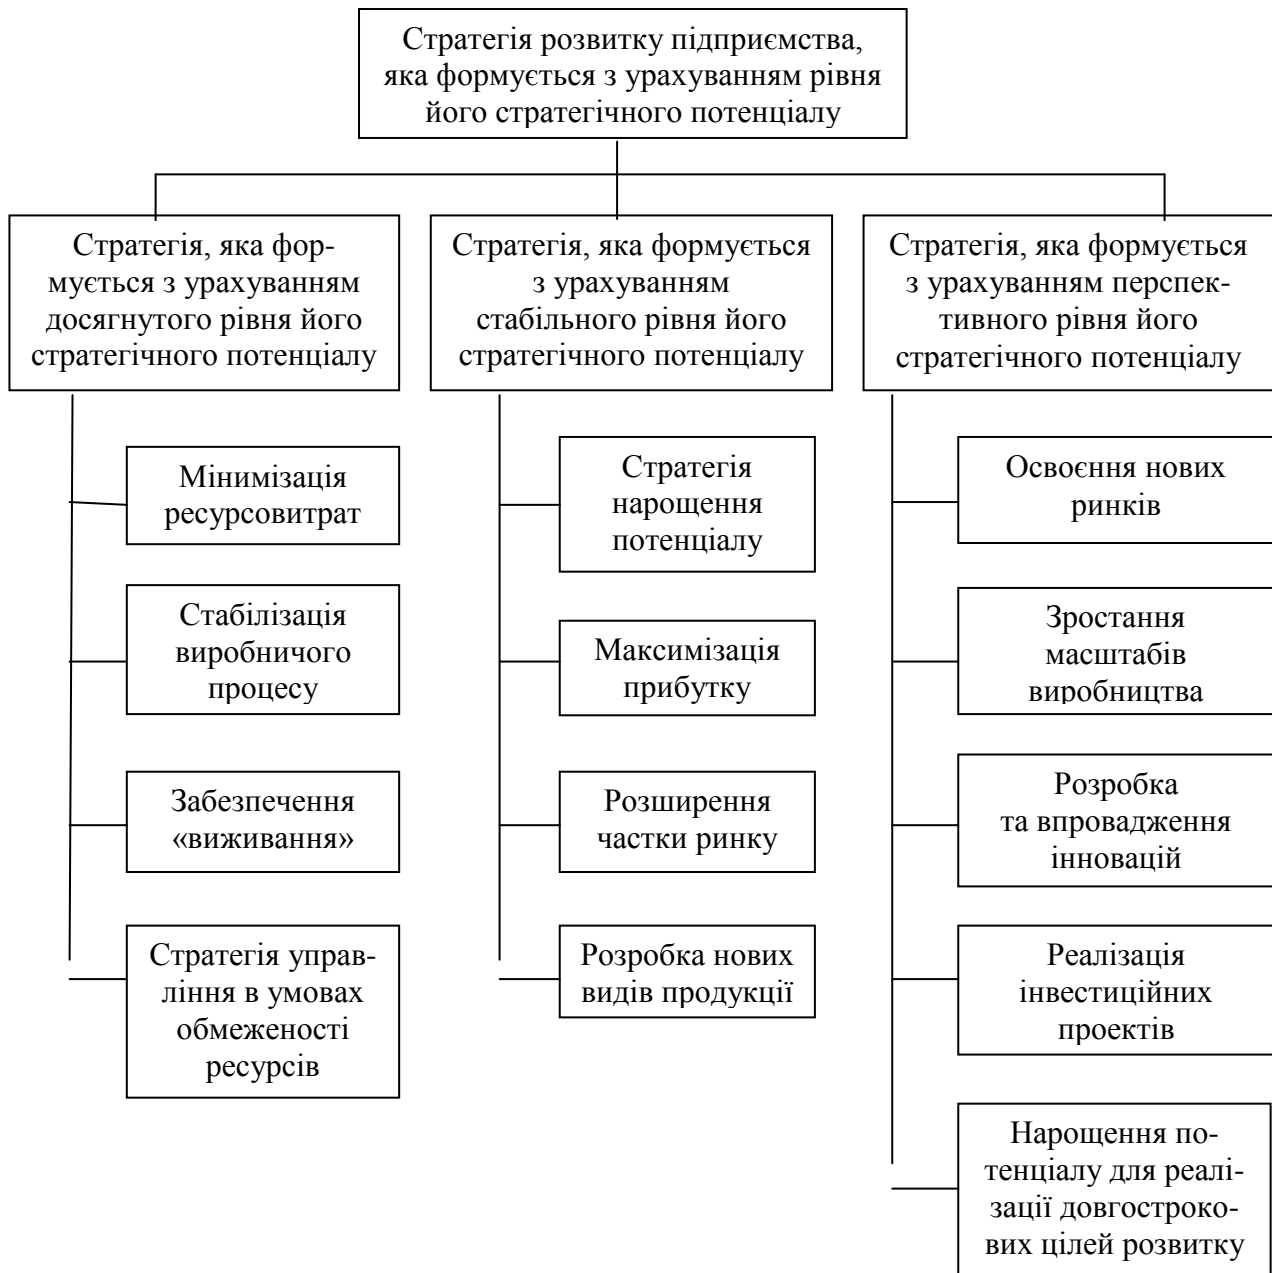 Стратегія розвитку підприємства,
яка формується з урахуванням рівня
його стратегічного потенціалу
Стратегія, яка фор-
мується з урахуванням
досягнутого рівня його
стратегічного потенціалу
Мінимізація
ресурсовитрат
Стабілізація
виробничого
процесу
Забезпечення
«виживання»
Стратегія управ-
ління в умовах
обмеженості
ресурсів
Стратегія, яка формується
з урахуванням
стабільного рівня його
стратегічного потенціалу
Стратегія
нарощення
потенціалу
Максимізація
прибутку
Розширення
частки ринку
Розробка нових
видів продукції
Стратегія, яка формується
з урахуванням перспек-
тивного рівня його
стратегічного потенціалу
Освоєння нових
ринків
Зростання
масштабів
виробництва
Розробка
та впровадження
інновацій
Реалізація
інвестиційних
проектів
Нарощення по-
тенціалу для реалі-
зації довгостроко-
вих цілей розвитку